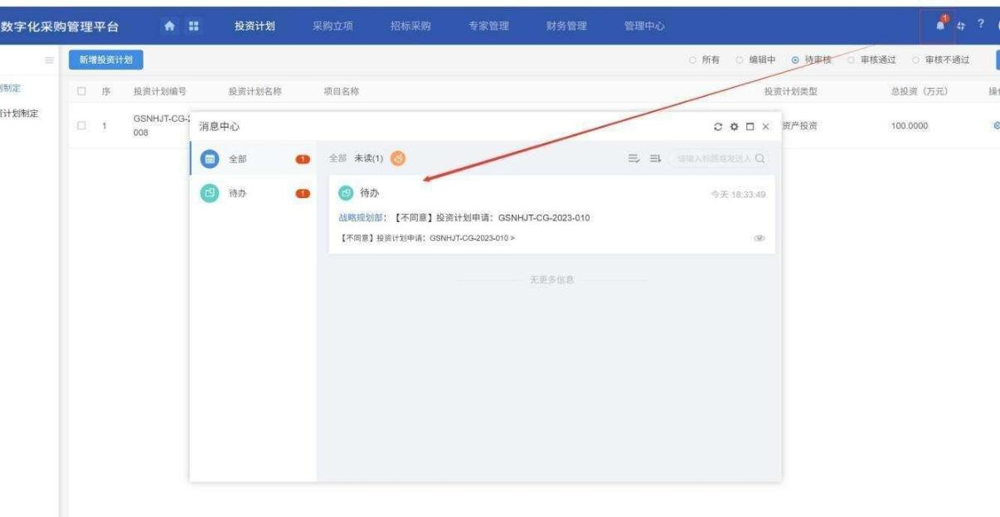 数字化采购管理平台 投资计划 采购立项 招标采购 专家管理 财务管理 管理中心 1 ?
新增投资计划 所有 编辑中 待审核 审核通过 审核不通过
制定
序 投资计划编号 投资计划名称 项目名称 投资计划类型 总投资（万元）
计划制定
1 GSNHJT-CG-2
008
资产投资 100.0000
消息中心
全部 1
待办 1
全部 未读(1) 请输入标题或发送人
待办 今天 18:33:49
战略规划部：【不同意】投资计划申请：GSNHJT-CG-2023-010
【不同意】投资计划申请：GSNHJT-CG-2023-010 >
无更多信息